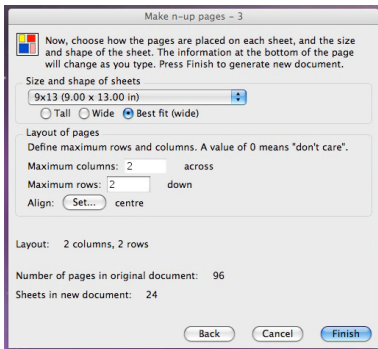 Make n-up pages – 3
Now, choose how the pages are placed on each sheet, and the size
and shape of the sheet. The information at the bottom of the page
will change as you type. Press Finish to generate new document.
Size and shape of sheets
9x13 (9.00 x 13.00 in)
Tall Wide Best fit (wide)
Layout of pages
Define maximum rows and columns. A value of 0 means "don't care".
Maximum columns: 2 across
Maximum rows: 2 down
Align: Set... centre
Layout: 2 columns, 2 rows
Number of pages in original document: 96
Sheets in new document: 24
Back Cancel Finish